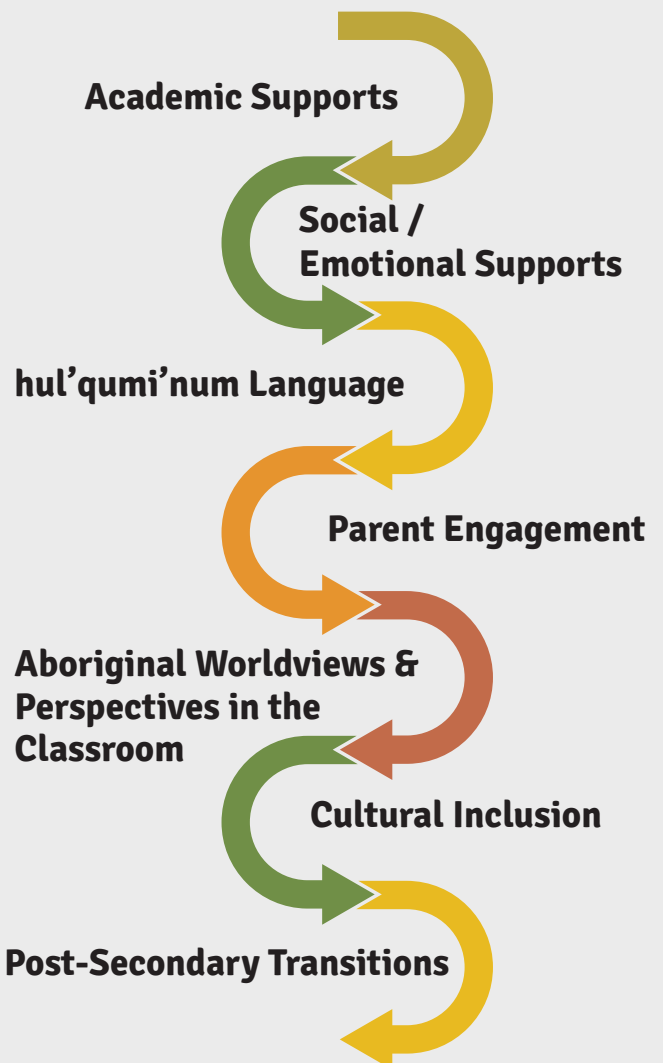 Academic Supports
Social /
Emotional Supports
hul’qumi’num Language
Parent Engagement
Aboriginal Worldviews &
Perspectives in the
Classroom
Cultural Inclusion
Post-Secondary Transitions